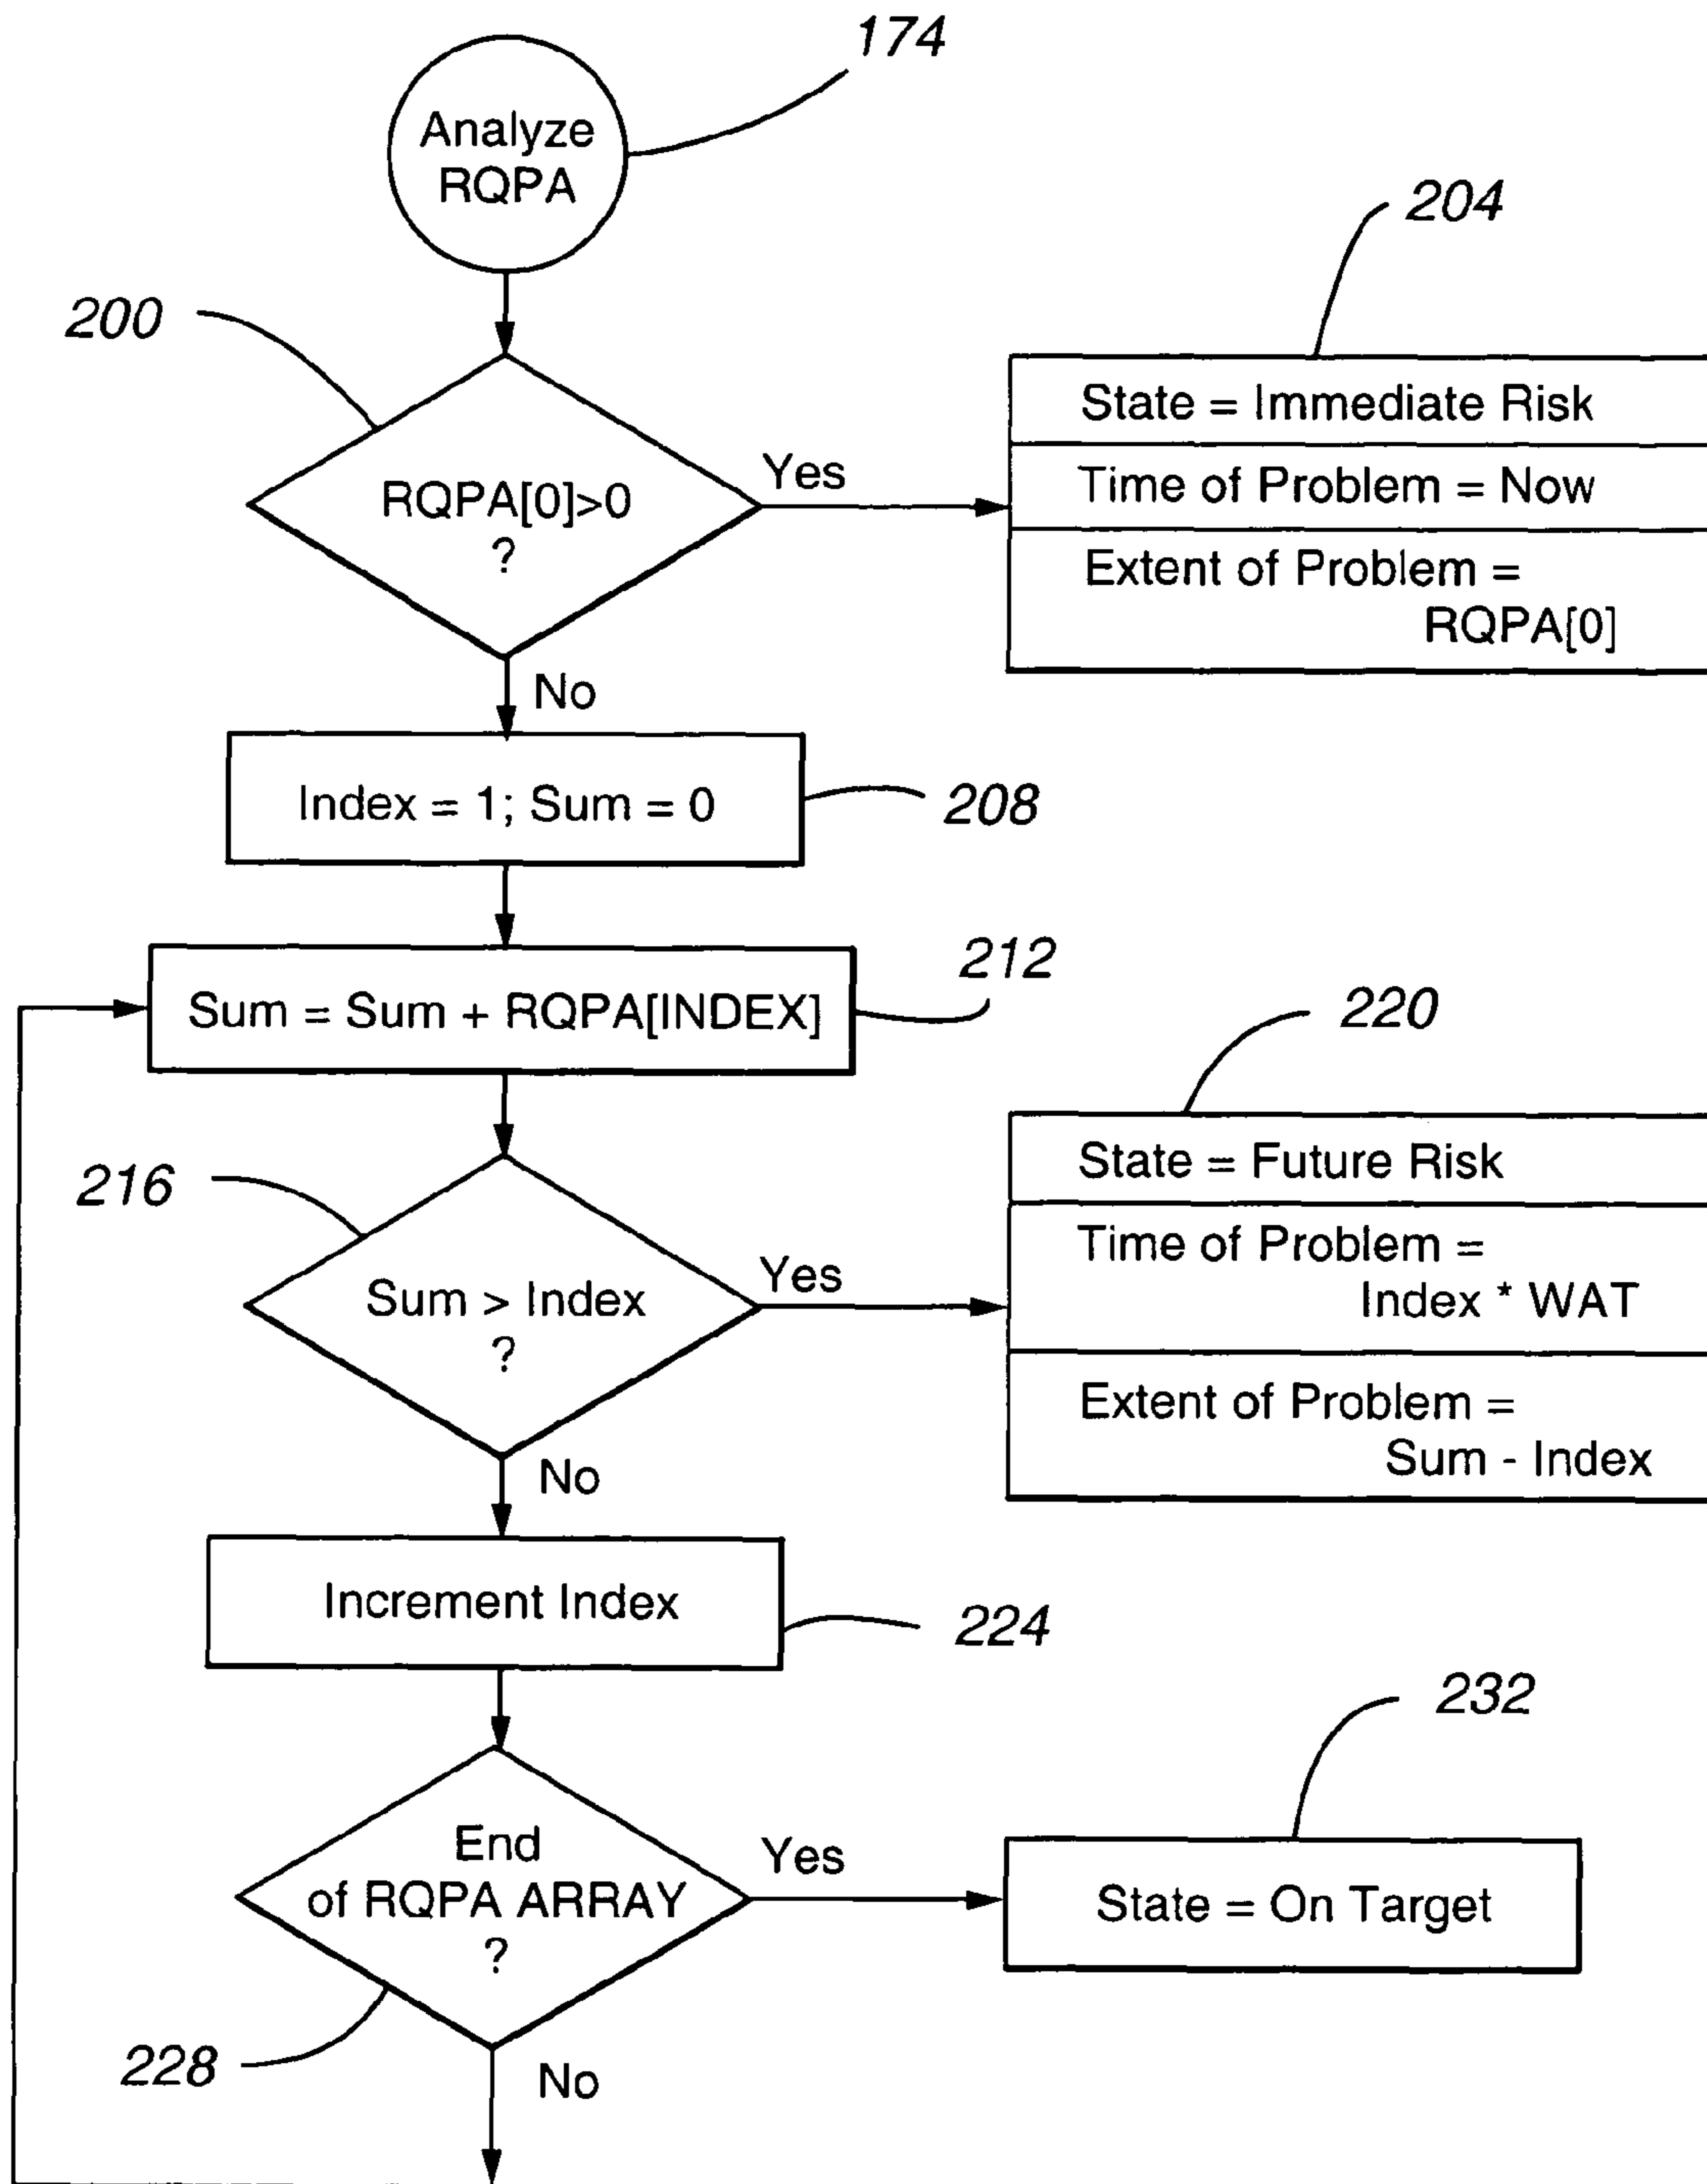 174
Analyze
RQPA
204
200
State = Immediate Risk
Yes
Time of Problem = Now
RQPA[0]>0
?
Extent of Problem =
RQPA[0]
No
Index = 1; Sum = 0
208
212
Sum = Sum + RQPA[INDEX]
220
216
State = Future Risk
Time of Problem =
Index * WAT
Yes
Sum > Index
?
Extent of Problem =
Sum - Index
No
Increment Index
224
232
End
of RQPA ARRAY
?
Yes
State = On Target
228
No